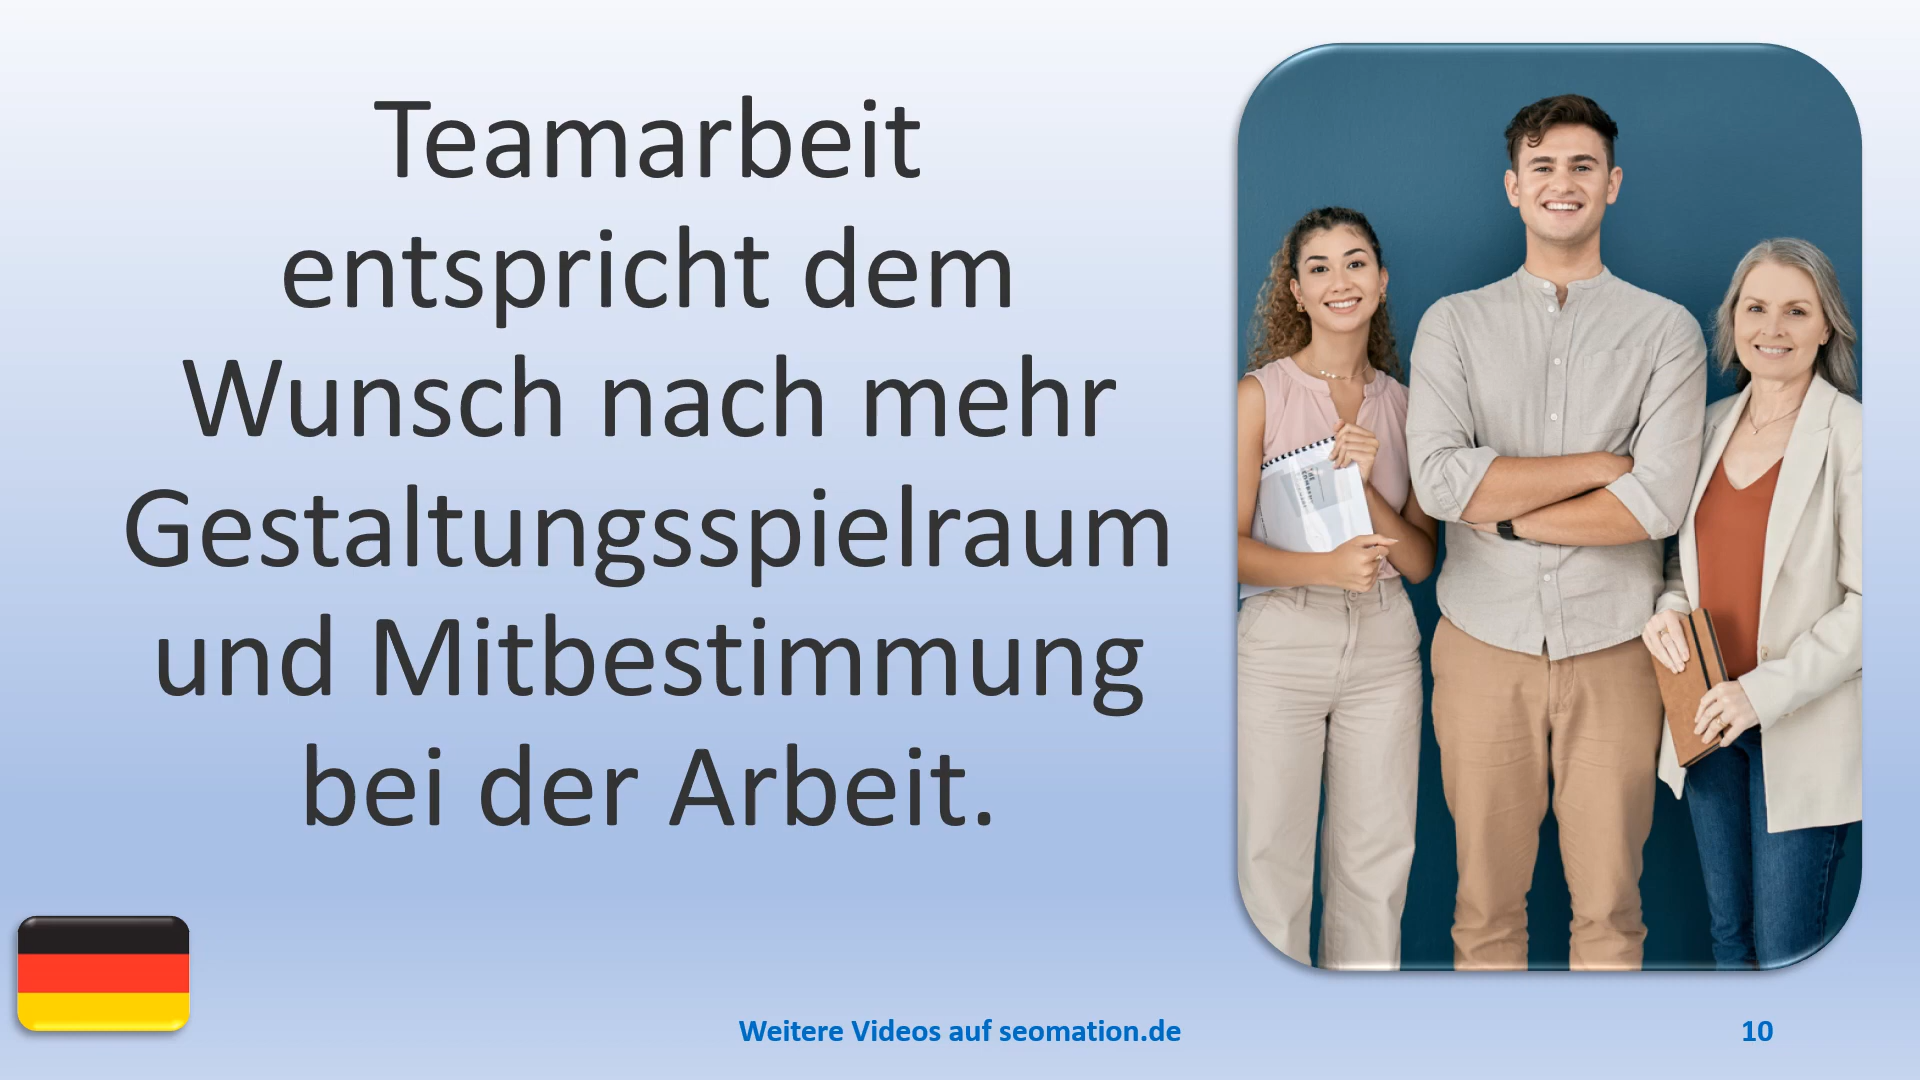 Teamarbeit
entspricht dem
Wunsch nach mehr
Gestaltungsspielraum
und Mitbestimmung
bei der Arbeit.
Weitere Videos auf seomation.de
10